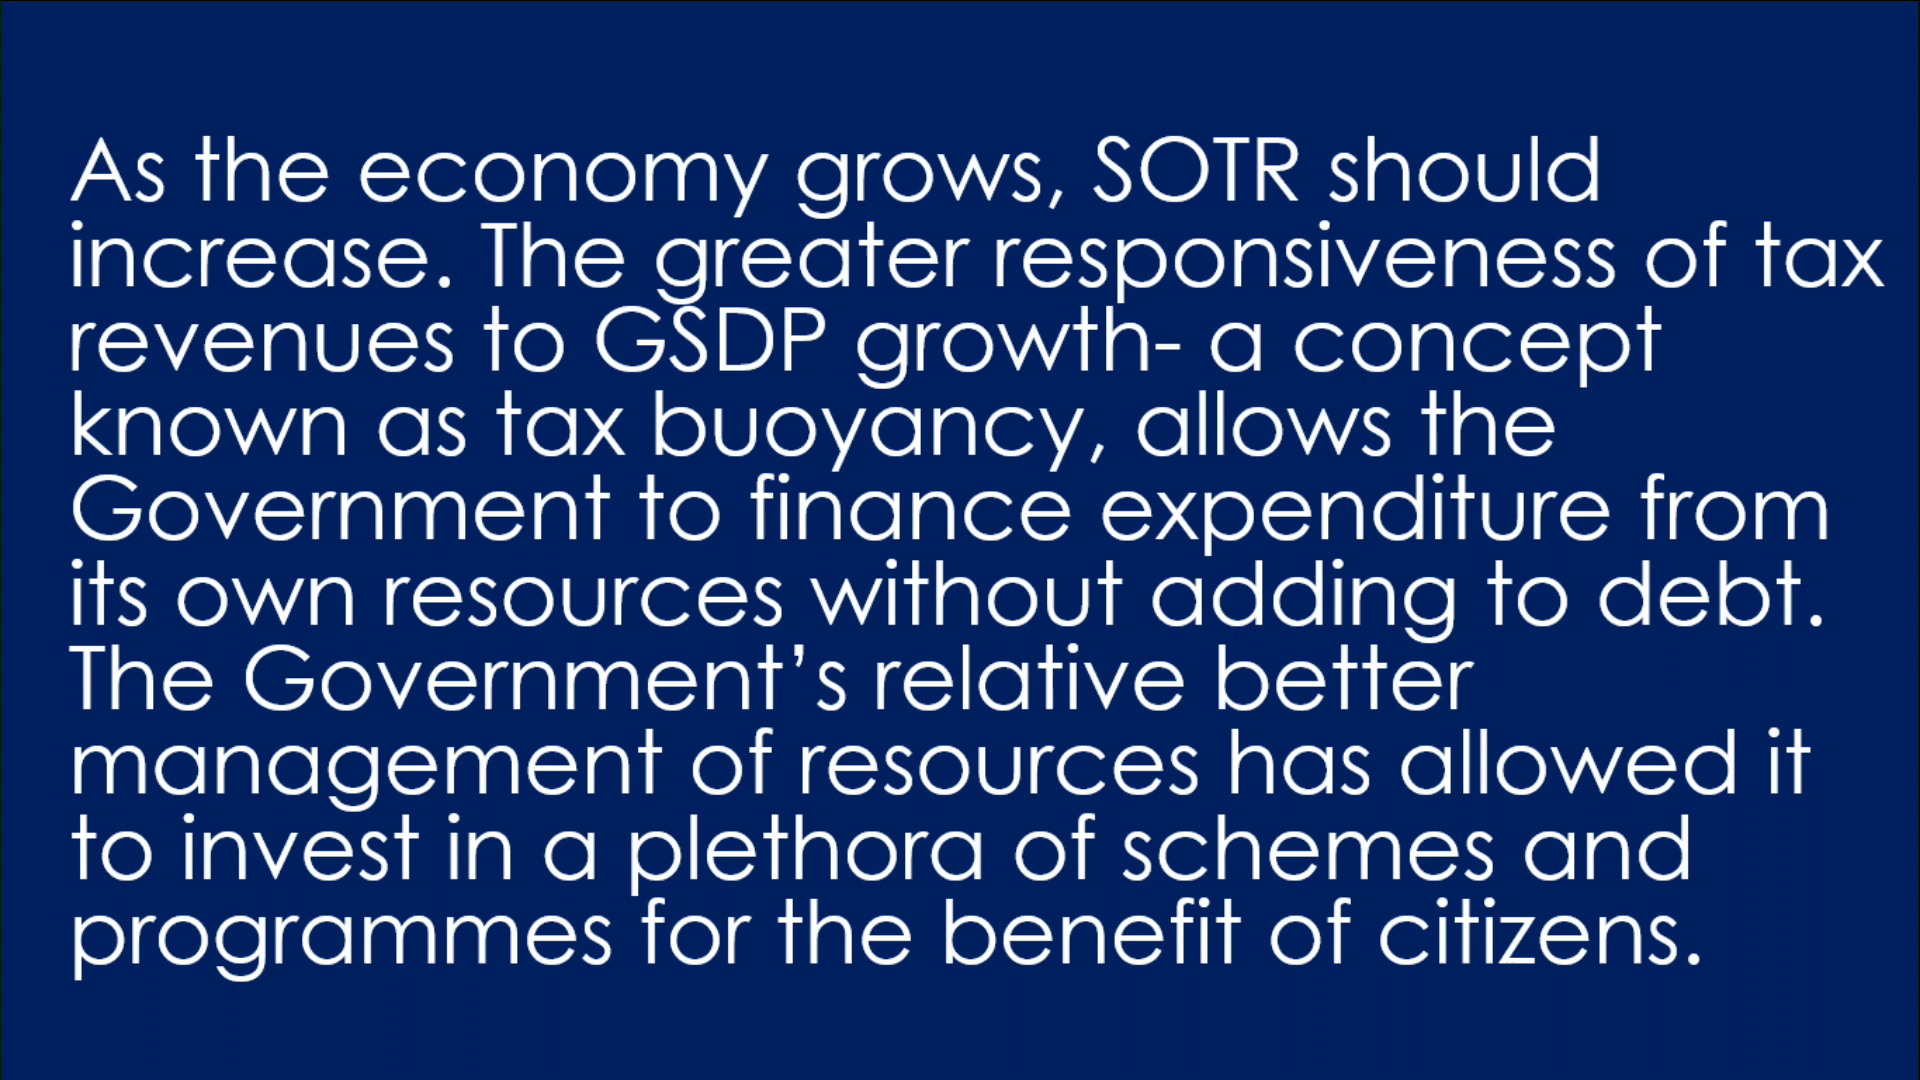 As the economy grows, SOTR should
increase. The greater responsiveness of tax
revenues to GSDP growth- a concept
known as tax buoyancy, allows the
Government to finance expenditure from
its own resources without adding to debt.
The Government’s relative better
management of resources has allowed it
to invest in a plethora of schemes and
programmes for the benefit of citizens.